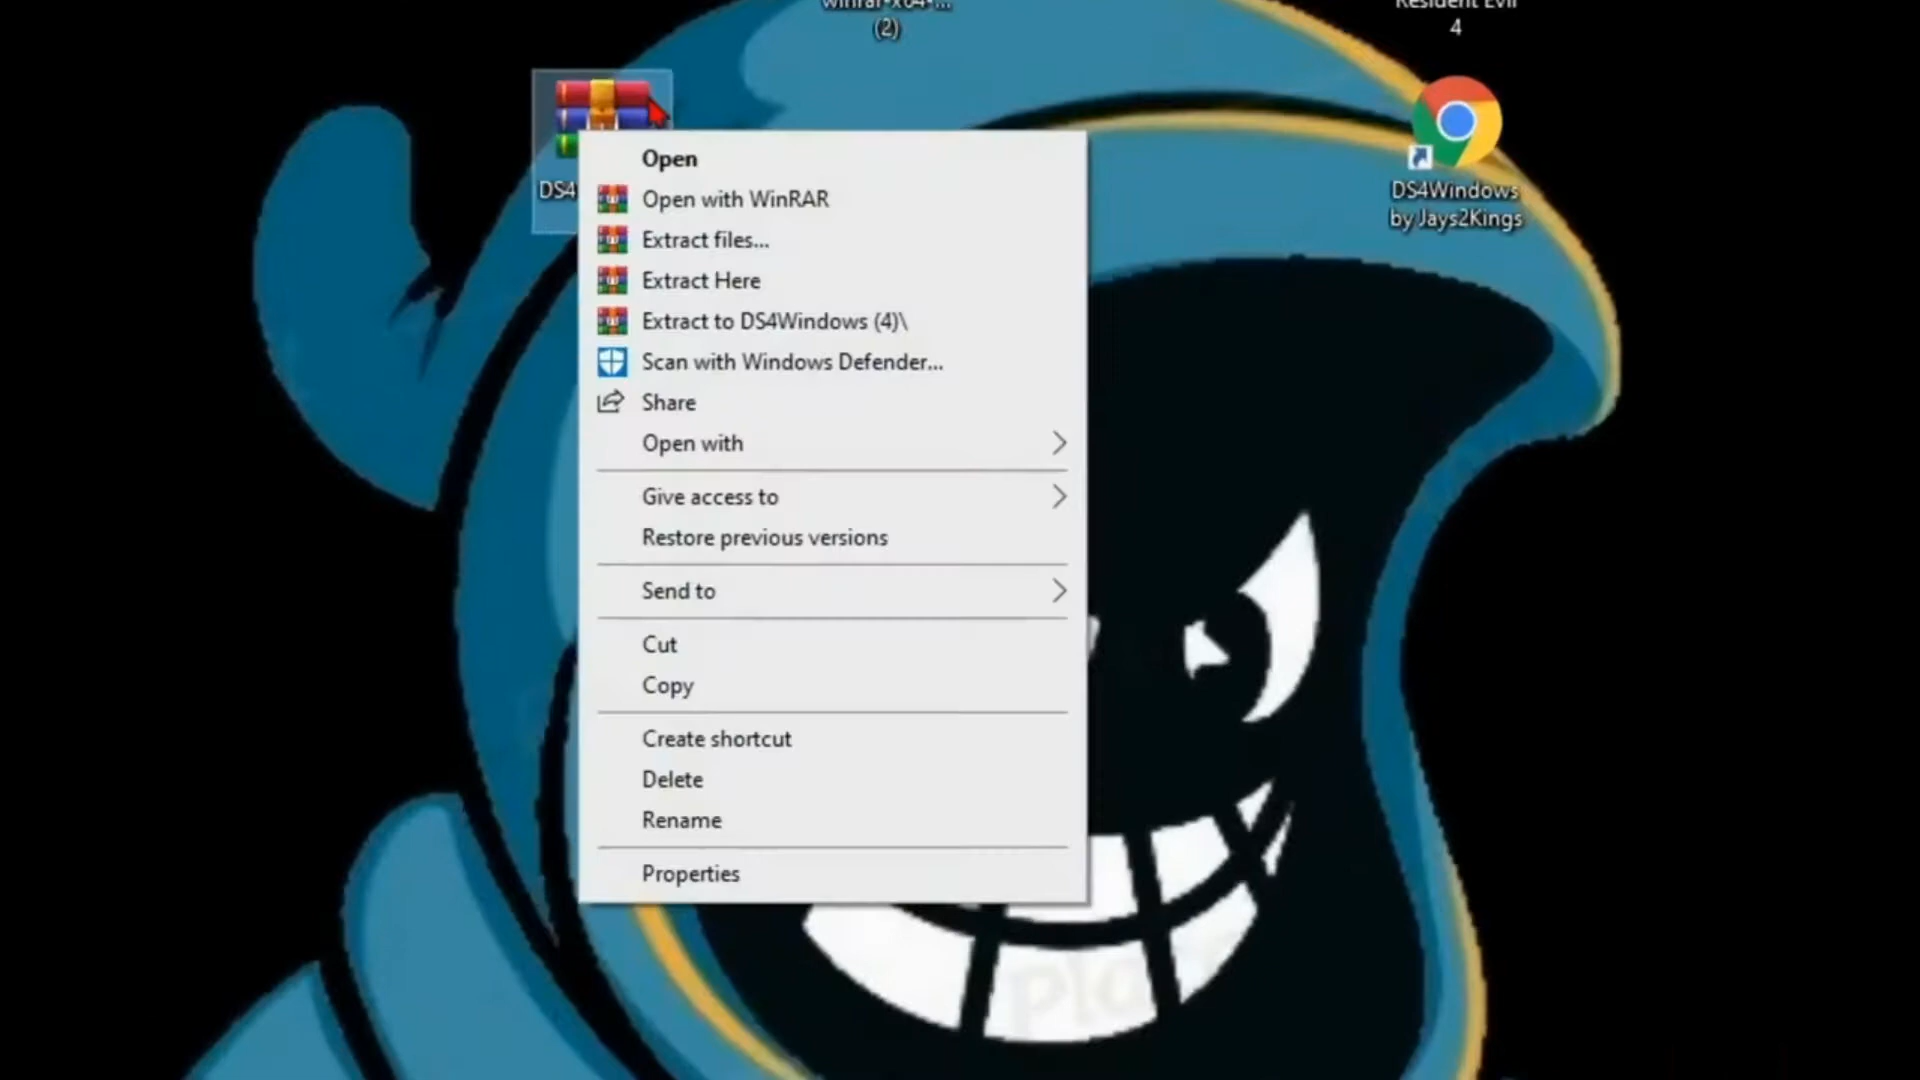 winrar-x64-...
(2)
Resident Evil
4
DS4
DS4Windows
by Jays2Kings
Open
Open with WinRAR
Extract files...
Extract Here
Extract to DS4Windows (4)\
Scan with Windows Defender...
Share
Open with
Give access to
Restore previous versions
Send to
Cut
Copy
Create shortcut
Delete
Rename
Properties